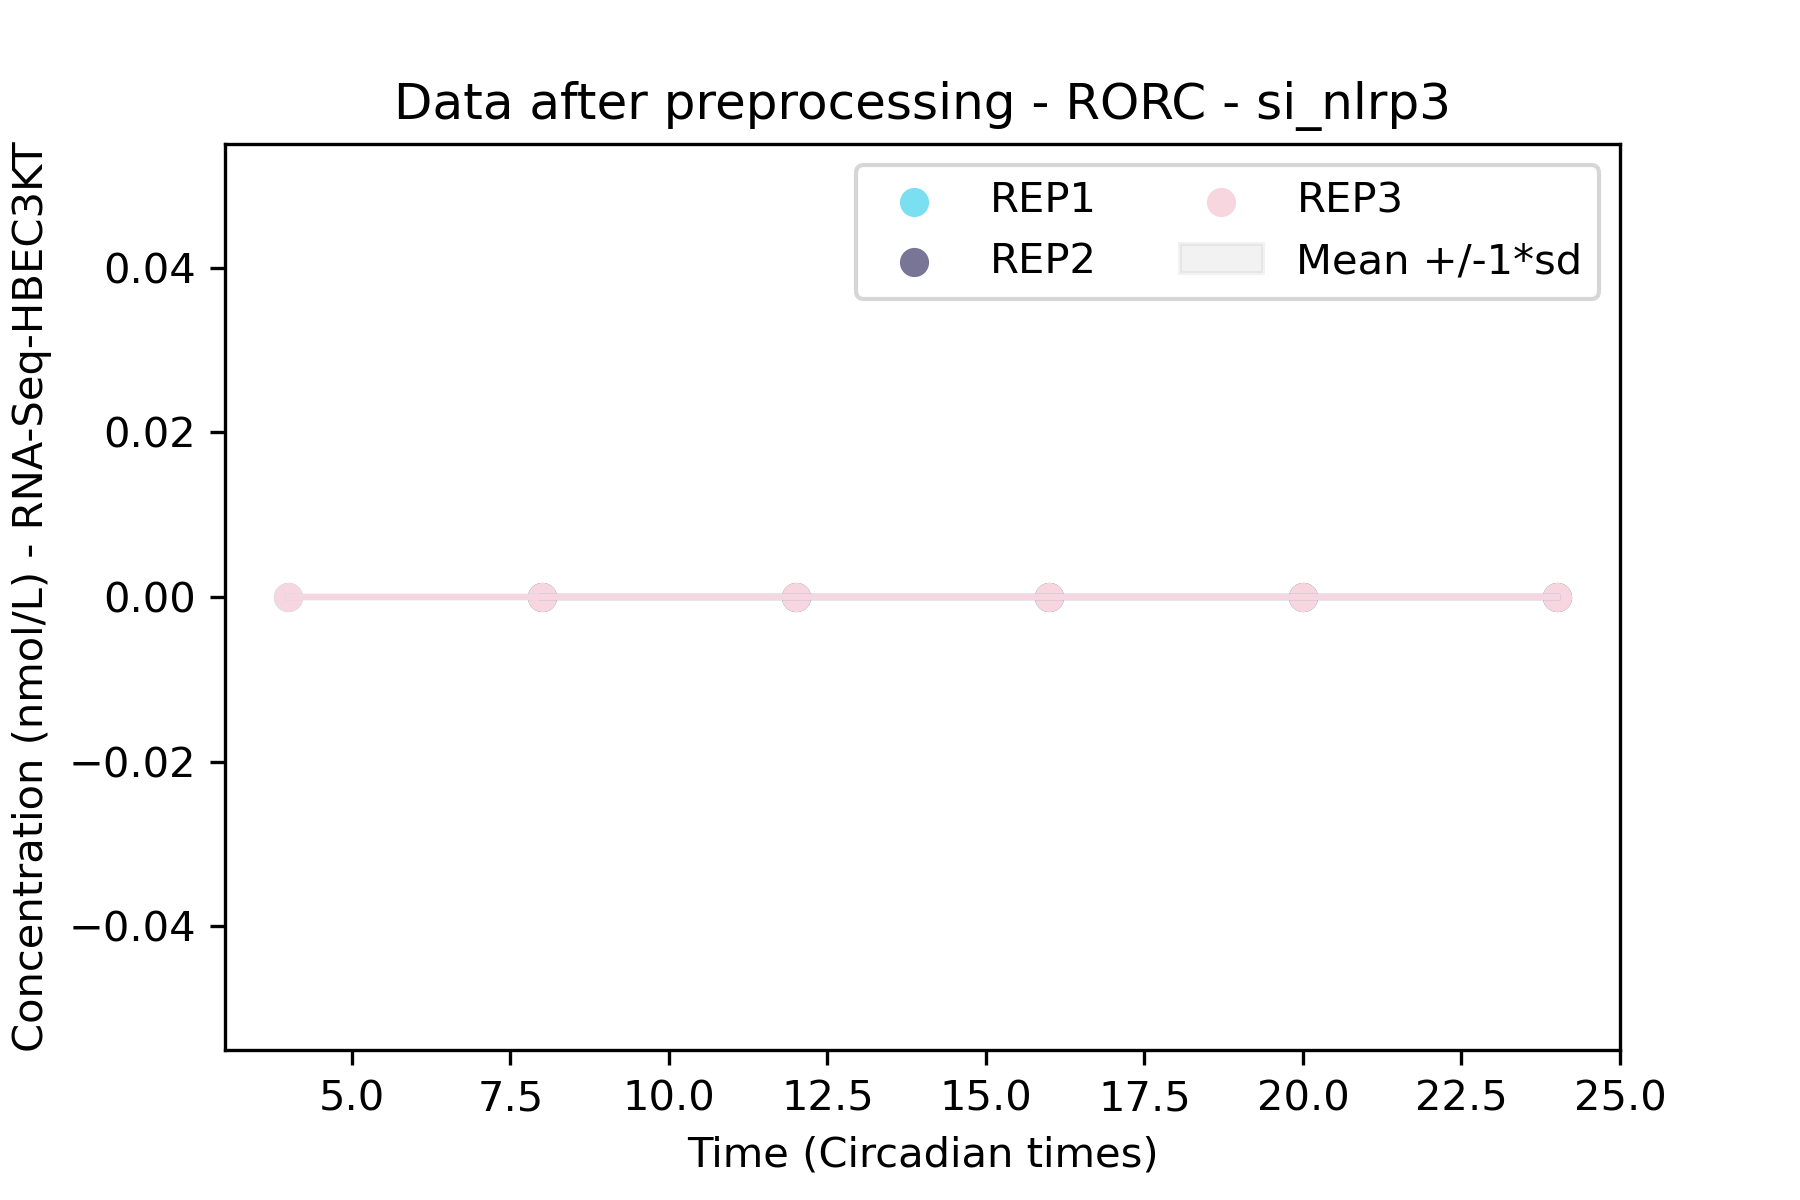 Data after preprocessing - RORC - si_nlrp3
REP1
REP2
REP3
Mean +/-1*sd
Concentration (nmol/L) - RNA-Seq-HBEC3KT
0.04
0.02
0.00
−0.02
−0.04
5.0 7.5 10.0 12.5 15.0 17.5 20.0 22.5 25.0
Time (Circadian times)